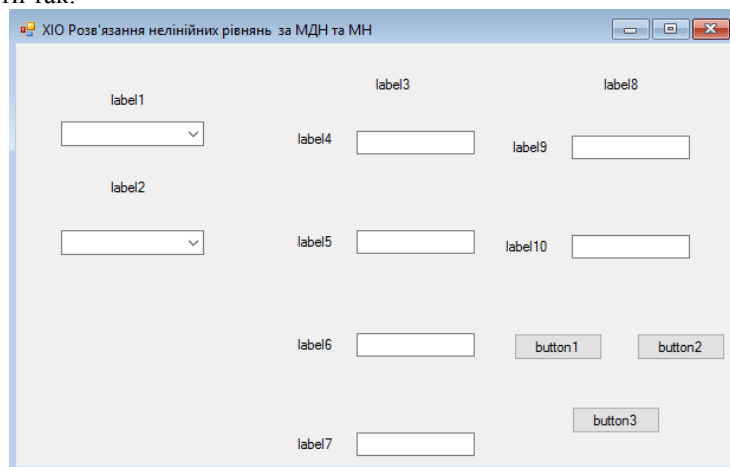 так.
ХІО Розв'язання нелінійних рівнянь за МДН та МН
label1
label3
label8
label4
label9
label2
label5
label10
label6
button1
button2
button3
label7